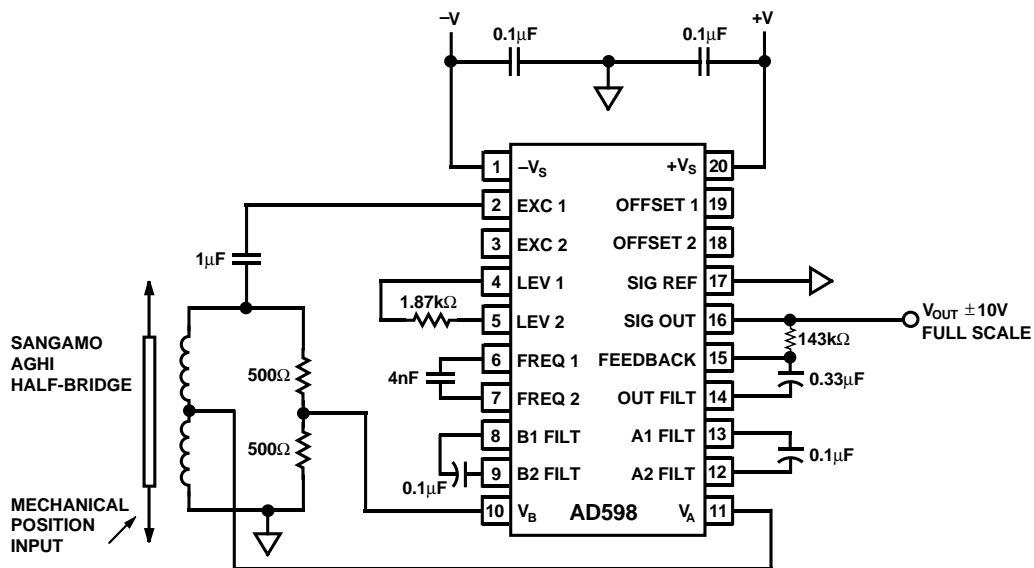 −V
0.1µF
0.1µF
+V
1 −VS
+VS 20
2 EXC 1
OFFSET 1 19
3 EXC 2
OFFSET 2 18
1µF
4 LEV 1
SIG REF 17
1.87kΩ
5 LEV 2
SIG OUT 16
VOUT ±10V
FULL SCALE
143kΩ
SANGAMO
AGHI
HALF-BRIDGE
6 FREQ 1
FEEDBACK 15
500Ω
4nF
0.33µF
7 FREQ 2
OUT FILT 14
8 B1 FILT
A1 FILT 13
500Ω
0.1µF
9 B2 FILT
A2 FILT 12
0.1µF
10 VB
AD598
VA 11
MECHANICAL
POSITION
INPUT